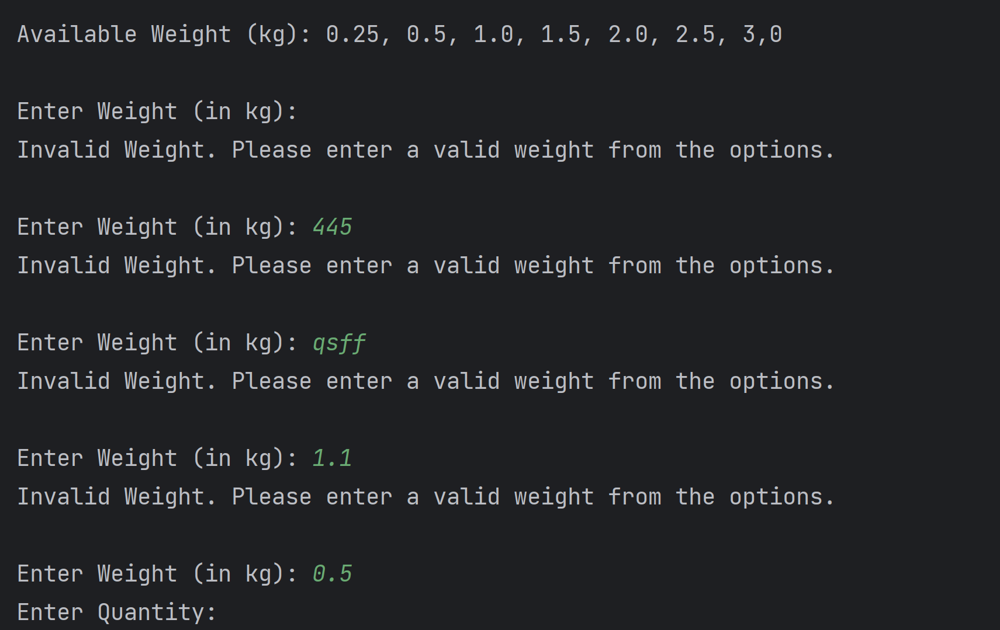 Available Weight (kg): 0.25, 0.5, 1.0, 1.5, 2.0, 2.5, 3,0
Enter Weight (in kg):
Invalid Weight. Please enter a valid weight from the options.
Enter Weight (in kg): 445
Invalid Weight. Please enter a valid weight from the options.
Enter Weight (in kg): qsff
Invalid Weight. Please enter a valid weight from the options.
Enter Weight (in kg): 1.1
Invalid Weight. Please enter a valid weight from the options.
Enter Weight (in kg): 0.5
Enter Quantity: